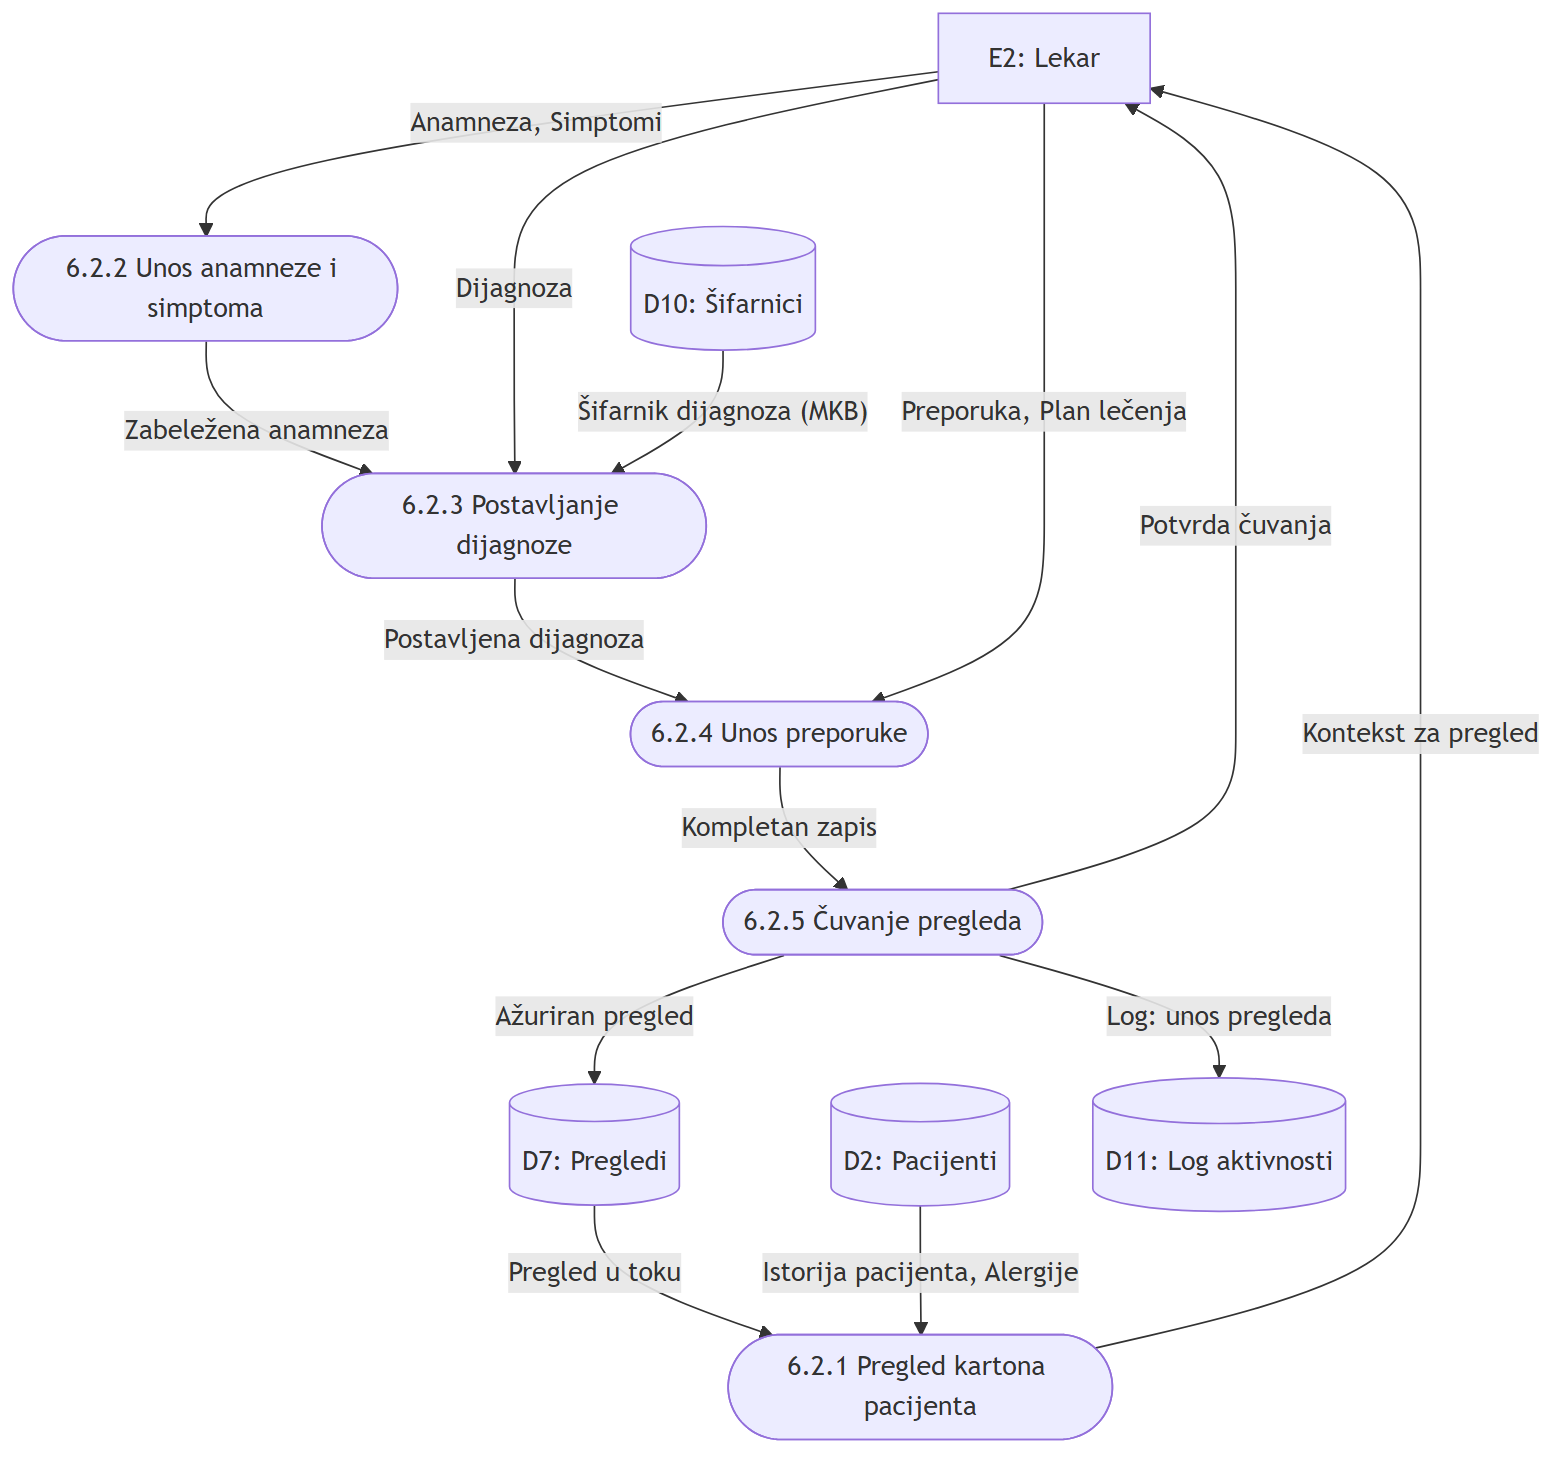 E2: Lekar
Anamneza, Simptomi
6.2.2 Unos anamneze i
simptoma
Dijagnoza
D10: Šifarnici
Zabeležena anamneza
Šifarnik dijagnoza (MKB)
Preporuka, Plan lečenja
6.2.3 Postavljanje
dijagnoze
Potvrda čuvanja
Postavljena dijagnoza
6.2.4 Unos preporuke
Kontekst za pregled
Kompletan zapis
6.2.5 Čuvanje pregleda
Ažuriran pregled
Log: unos pregleda
D7: Pregledi
D2: Pacijenti
D11: Log aktivnosti
Pregled u toku
Istorija pacijenta, Alergije
6.2.1 Pregled kartona
pacijenta